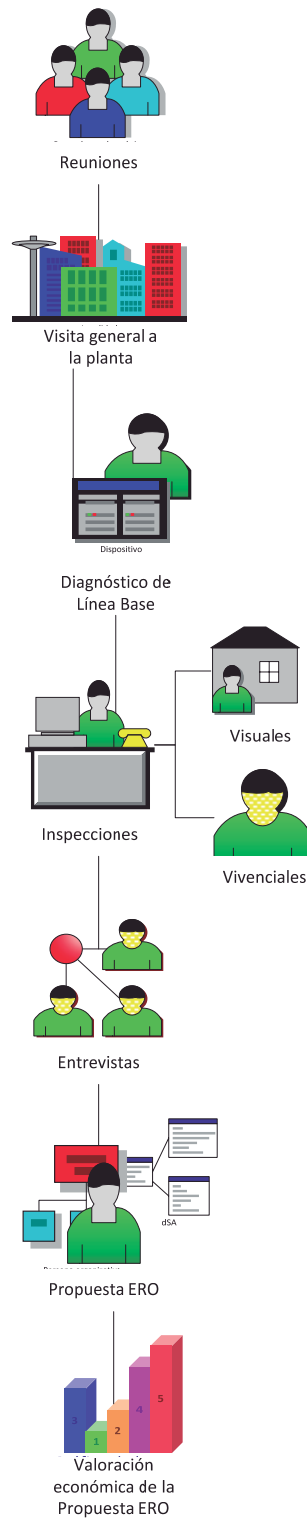 Reuniones
Visita general a
la planta
Dispositivo
Diagnóstico de
Línea Base
Visuales
Inspecciones
Vivenciales
Entrevistas
dSA
Propuesta ERO
3
1
2
4
5
Valoración
económica de la
Propuesta ERO